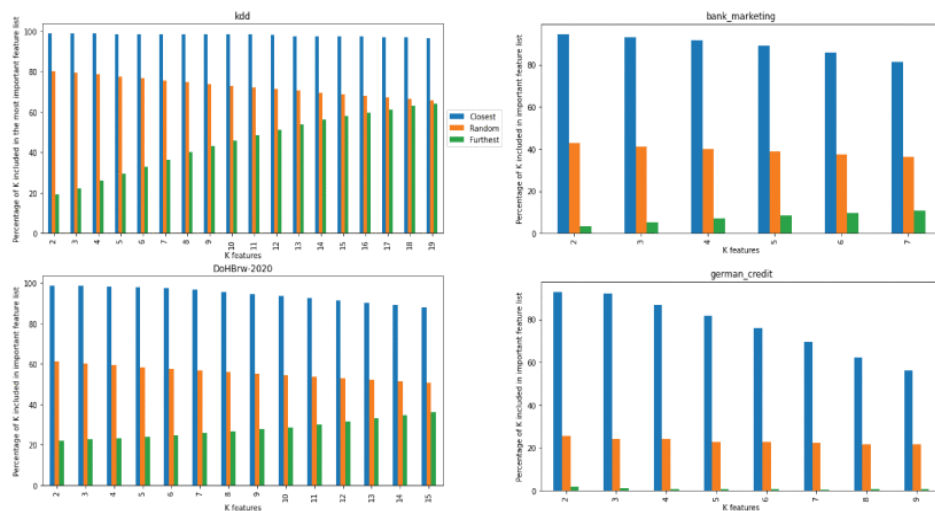 kdd
Percentage of K included in the most important feature list
100
80
60
40
20
0
2 3 4 5 6 7 8 9 10 11 12 13 14 15 16 17 18 19
K features
Closest
Random
Furthest
bank_marketing
Percentage of K included in important feature list
80
60
40
20
0
2 3 4 5 6 7
K features
DoHBrw-2020
Percentage of K included in important feature list
100
80
60
40
20
0
2 3 4 5 6 7 8 9 10 11 12 13 14 15
K features
german_credit
Percentage of K included in important feature list
80
60
40
20
0
2 3 4 5 6 7 8 9
K features